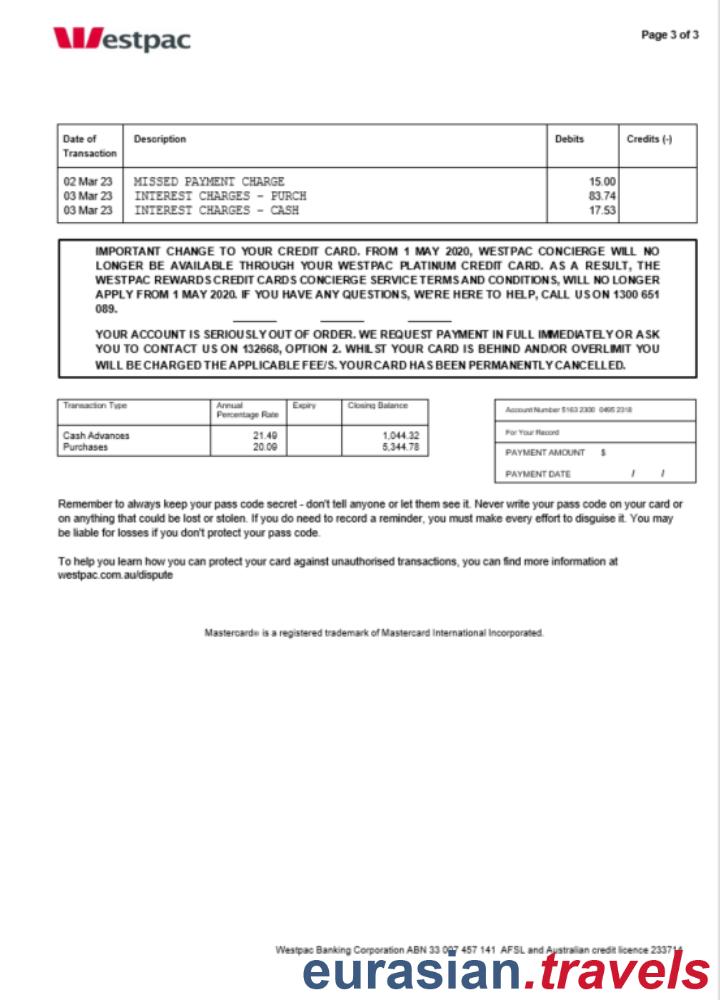 Westpac
Page 3 of 3
Date of Transaction Description Debits Credits (-)
02 Mar 23 MISSED PAYMENT CHARGE 15.00
03 Mar 23 INTEREST CHARGES - PURCH 83.74
03 Mar 23 INTEREST CHARGES - CASH 17.53
IMPORTANT CHANGE TO YOUR CREDIT CARD. FROM 1 MAY 2020, WESTPAC CONCIERGE WILL NO
LONGER BE AVAILABLE THROUGH YOUR WESTPAC PLATINUM CREDIT CARD. AS A RESULT, THE
WESTPAC REWARDS CREDIT CARDS CONCIERGE SERVICE TERMS AND CONDITIONS, WILL NO LONGER
APPLY FROM 1 MAY 2020. IF YOU HAVE ANY QUESTIONS, WE'RE HERE TO HELP, CALL US ON 1300 651
089.
YOUR ACCOUNT IS SERIOUSLY OUT OF ORDER. WE REQUEST PAYMENT IN FULL IMMEDIATELY OR ASK
YOU TO CONTACT US ON 132668, OPTION 2. WHILST YOUR CARD IS BEHIND AND/OR OVERLIMIT YOU
WILL BE CHARGED THE APPLICABLE FEE/S. YOUR CARD HAS BEEN PERMANENTLY CANCELLED.
Transaction Type Annual Percentage Rate Expiry Closing Balance
Cash Advances 21.49 1,044.32
Purchases 20.09 5,344.78
Account Number 5163 2300 0495 2318
For Your Record
PAYMENT AMOUNT $
PAYMENT DATE / /
Remember to always keep your pass code secret - don't tell anyone or let them see it. Never write your pass code on your card or
on anything that could be lost or stolen. If you do need to record a reminder, you must make every effort to disguise it. You may
be liable for losses if you don't protect your pass code.
To help you learn how you can protect your card against unauthorised transactions, you can find more information at
westpac.com.au/dispute
Mastercard® is a registered trademark of Mastercard International Incorporated.
Westpac Banking Corporation ABN 33 007 457 141 AFSL and Australian credit licence 233714
eurasian.travels